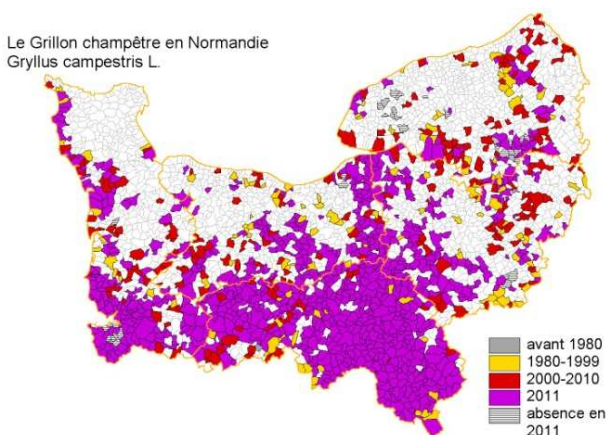 Le Grillon champêtre en Normandie
Gryllus campestris L.
avant 1980
1980-1999
2000-2010
2011
absence en
2011